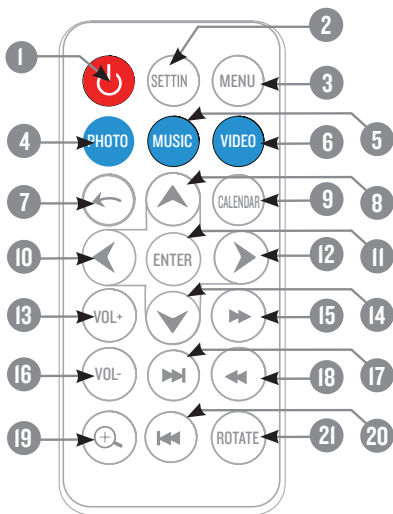 2
1 SETTIN MENU 3
4 PHOTO MUSIC VIDEO 6 5
7 CALENDAR 9 8
10 ENTER 12 11
13 VOL+ 15 14
16 VOL- 18 17
19 ROTATE 21 20